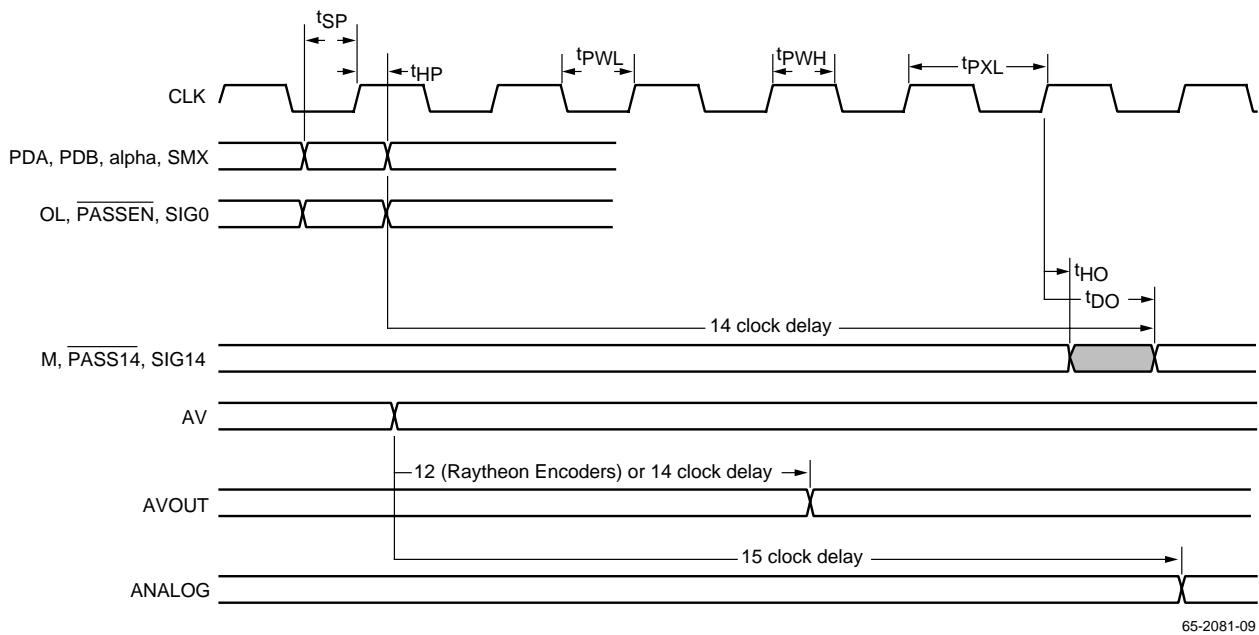 tSP
tHP
tPWL
tPWH
tPXL
CLK
PDA, PDB, alpha, SMX
OL, PASSEN, SIG0
tHO
tDO
14 clock delay
M, PASS14, SIG14
AV
12 (Raytheon Encoders) or 14 clock delay
AVOUT
15 clock delay
ANALOG
65-2081-09